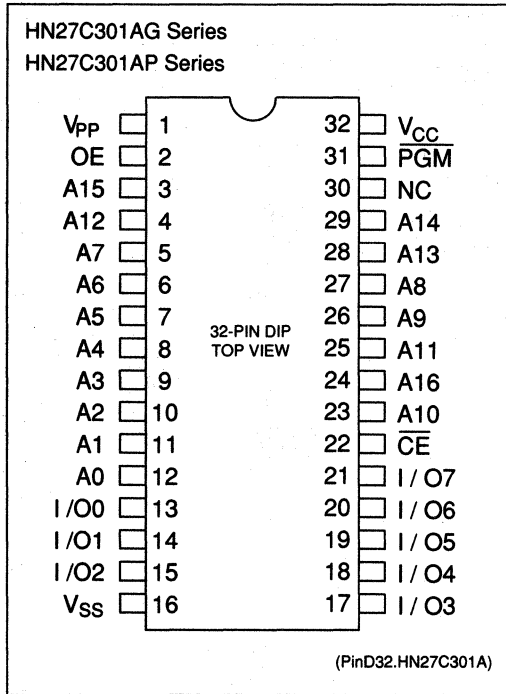 HN27C301AG Series
HN27C301AP Series
VPP 1 32 VCC
OE 2 31 PGM
A15 3 30 NC
A12 4 29 A14
A7 5 28 A13
A6 6 27 A8
A5 7 26 A9
A4 8 25 A11
A3 9 24 A16
A2 10 23 A10
A1 11 22 CE
A0 12 21 I / O7
I /O0 13 20 I / O6
I /O1 14 19 I / O5
I /O2 15 18 I / O4
VSS 16 17 I / O3
32-PIN DIP
TOP VIEW
(PinD32.HN27C301A)